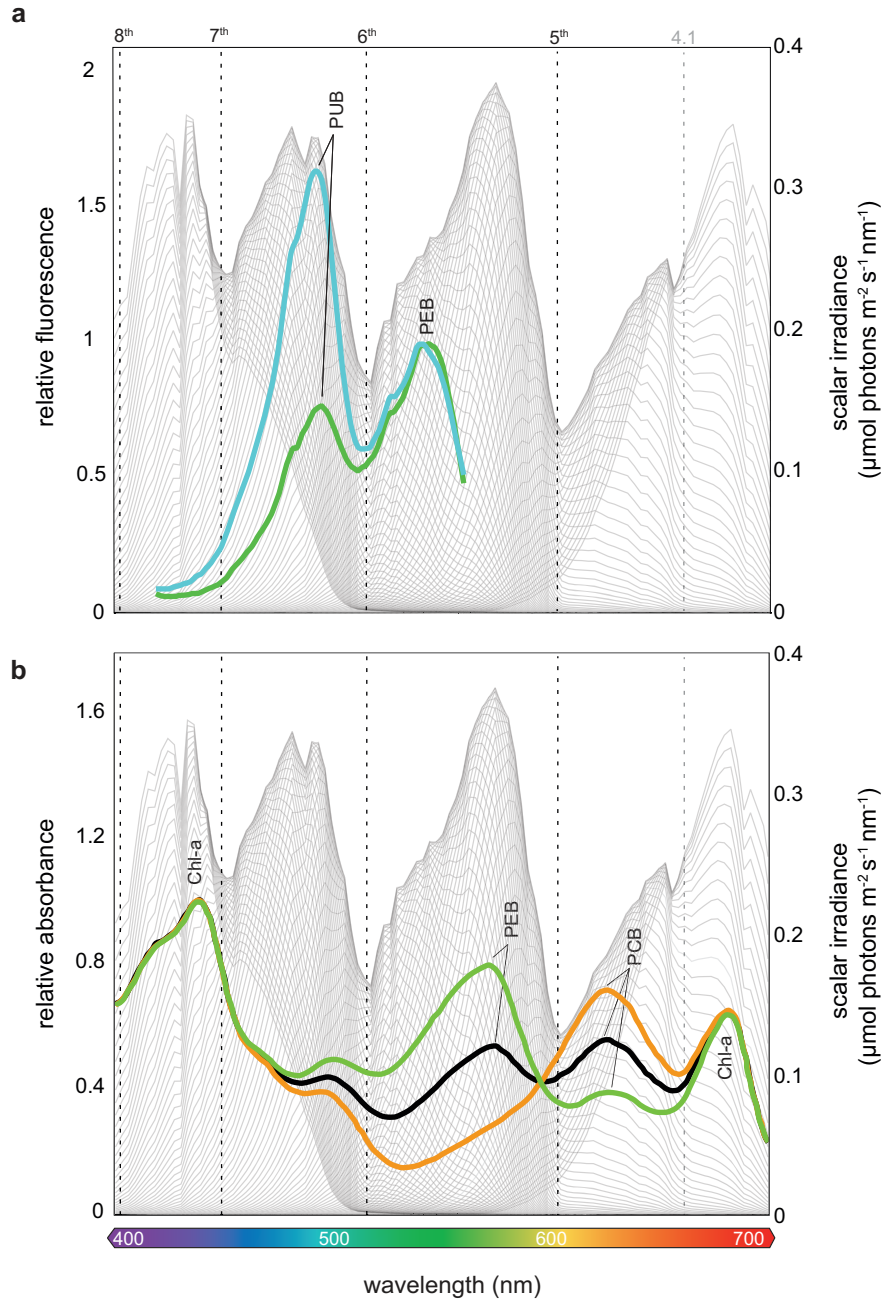 a
8th 7th 6th 5th 4.1
2
1.5
1
0.5
0
relative fluorescence
PUB
PEB
0.4
0.3
0.2
0.1
0
scalar irradiance
(µmol photons m-2 s-1 nm-1)
b
1.6
1.2
0.8
0.4
0
relative absorbance
Chl-a
PEB
PCB
Chl-a
0.4
0.3
0.2
0.1
0
scalar irradiance
(µmol photons m-2 s-1 nm-1)
400 500 600 700
wavelength (nm)